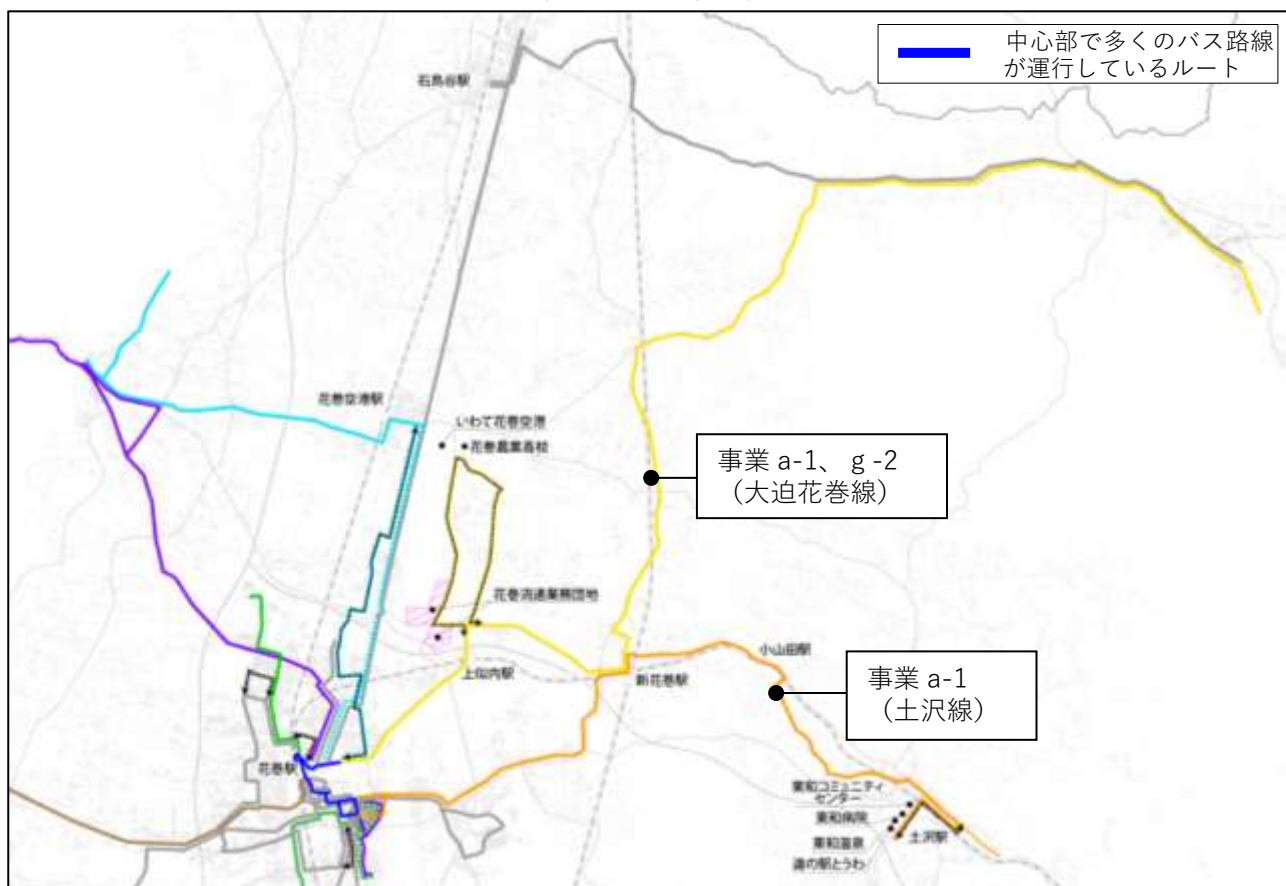 中心部で多くのバス路線
が運行しているルート
石鳥谷駅
花巻空港駅
いわて花巻空港
花巻農業高校
事業 a-1、g-2
（大迫花巻線）
花巻流通業務団地
小山田駅
上似内駅
新花巻駅
事業 a-1
（土沢線）
花巻駅
東和コミュニティ
センター
東和病院
土沢駅
東和温泉
道の駅とうわ